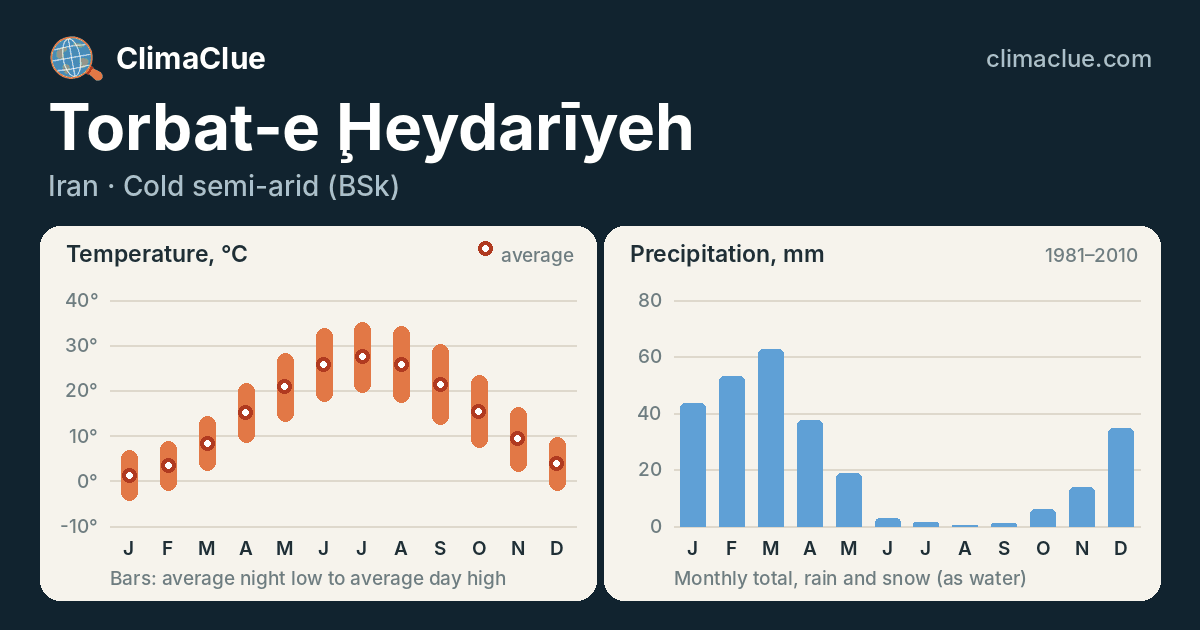 ClimaClue
climaclue.com
Torbat-e Ḩeydarīyeh
Iran · Cold semi-arid (BSk)
Temperature, °C
average
40°
30°
20°
10°
0°
-10°
J F M A M J J A S O N D
Bars: average night low to average day high
Precipitation, mm
1981–2010
80
60
40
20
0
J F M A M J J A S O N D
Monthly total, rain and snow (as water)